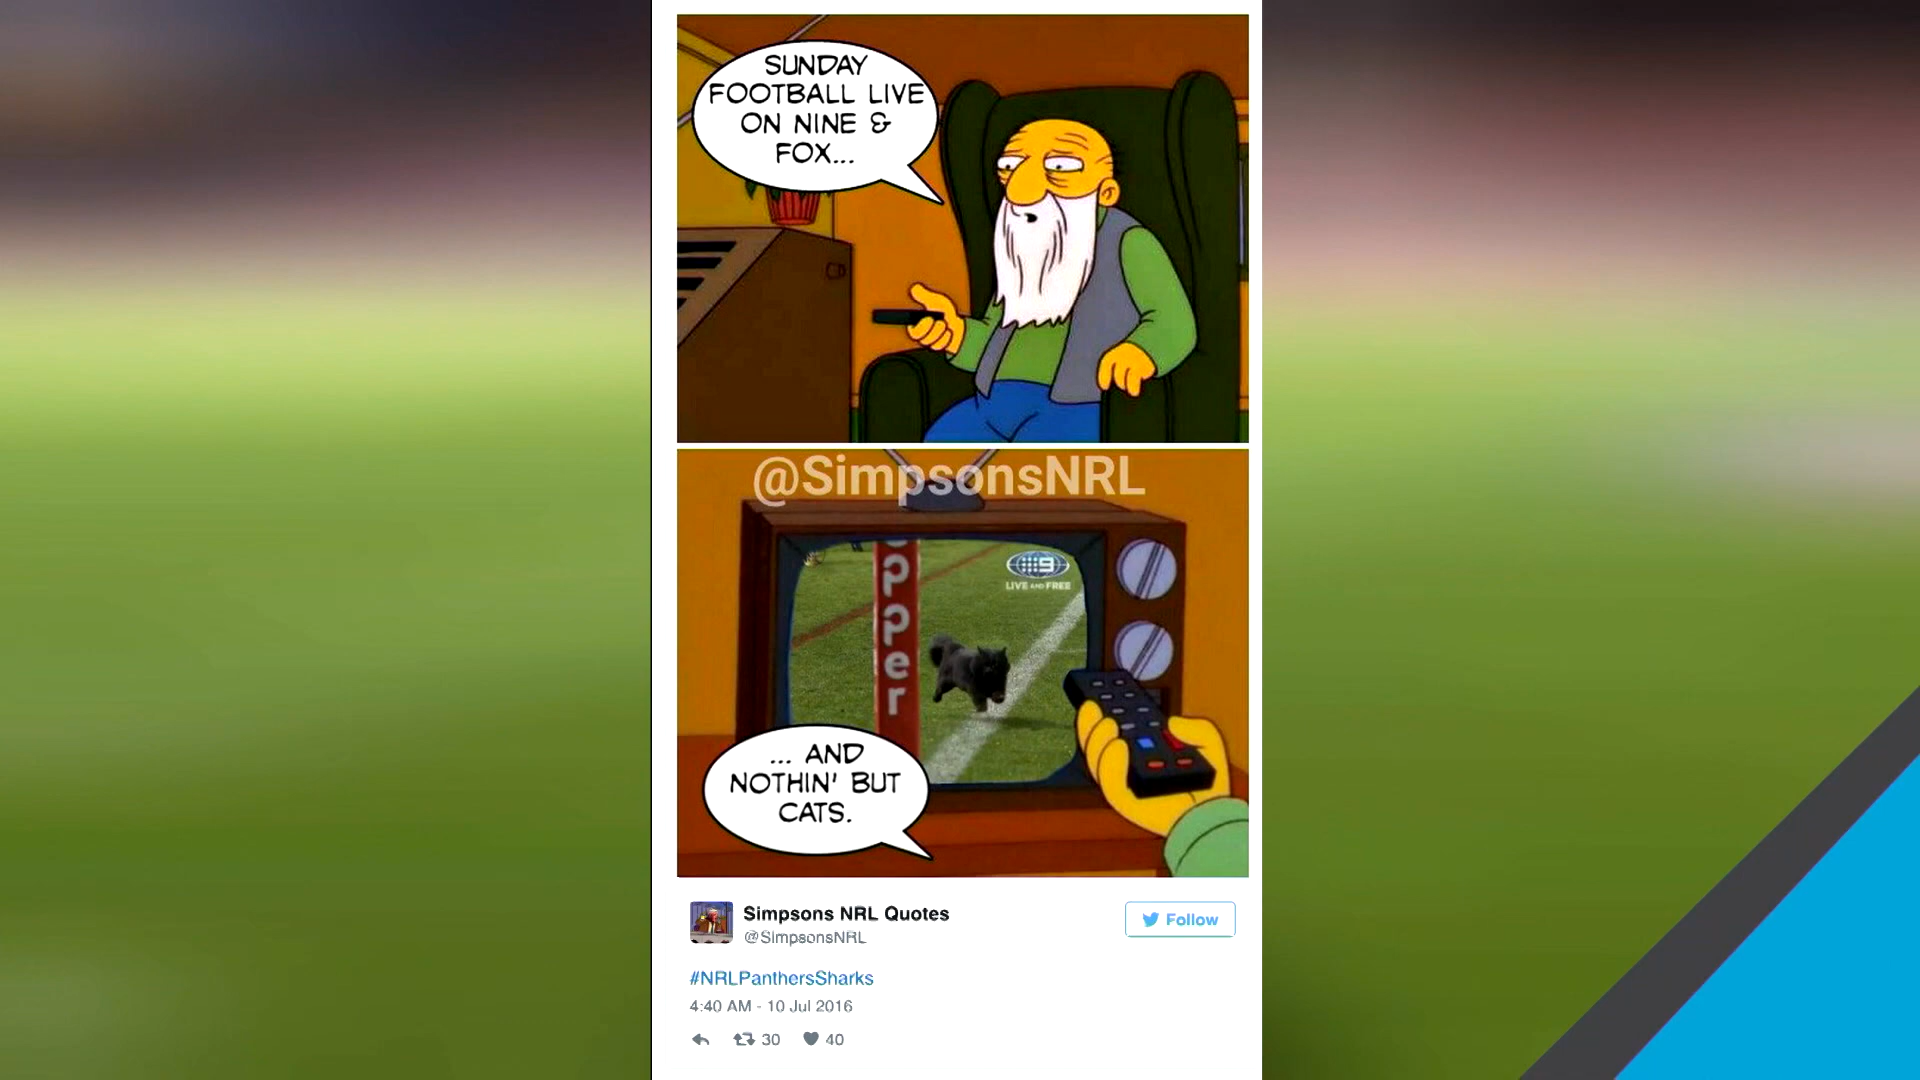 SUNDAY
FOOTBALL LIVE
ON NINE &
FOX...
@SimpsonsNRL
pper
9
LIVE AND FREE
... AND
NOTHIN' BUT
CATS.
Simpsons NRL Quotes
@SimpsonsNRL
Follow
#NRLPanthersSharks
4:40 AM - 10 Jul 2016
30
40